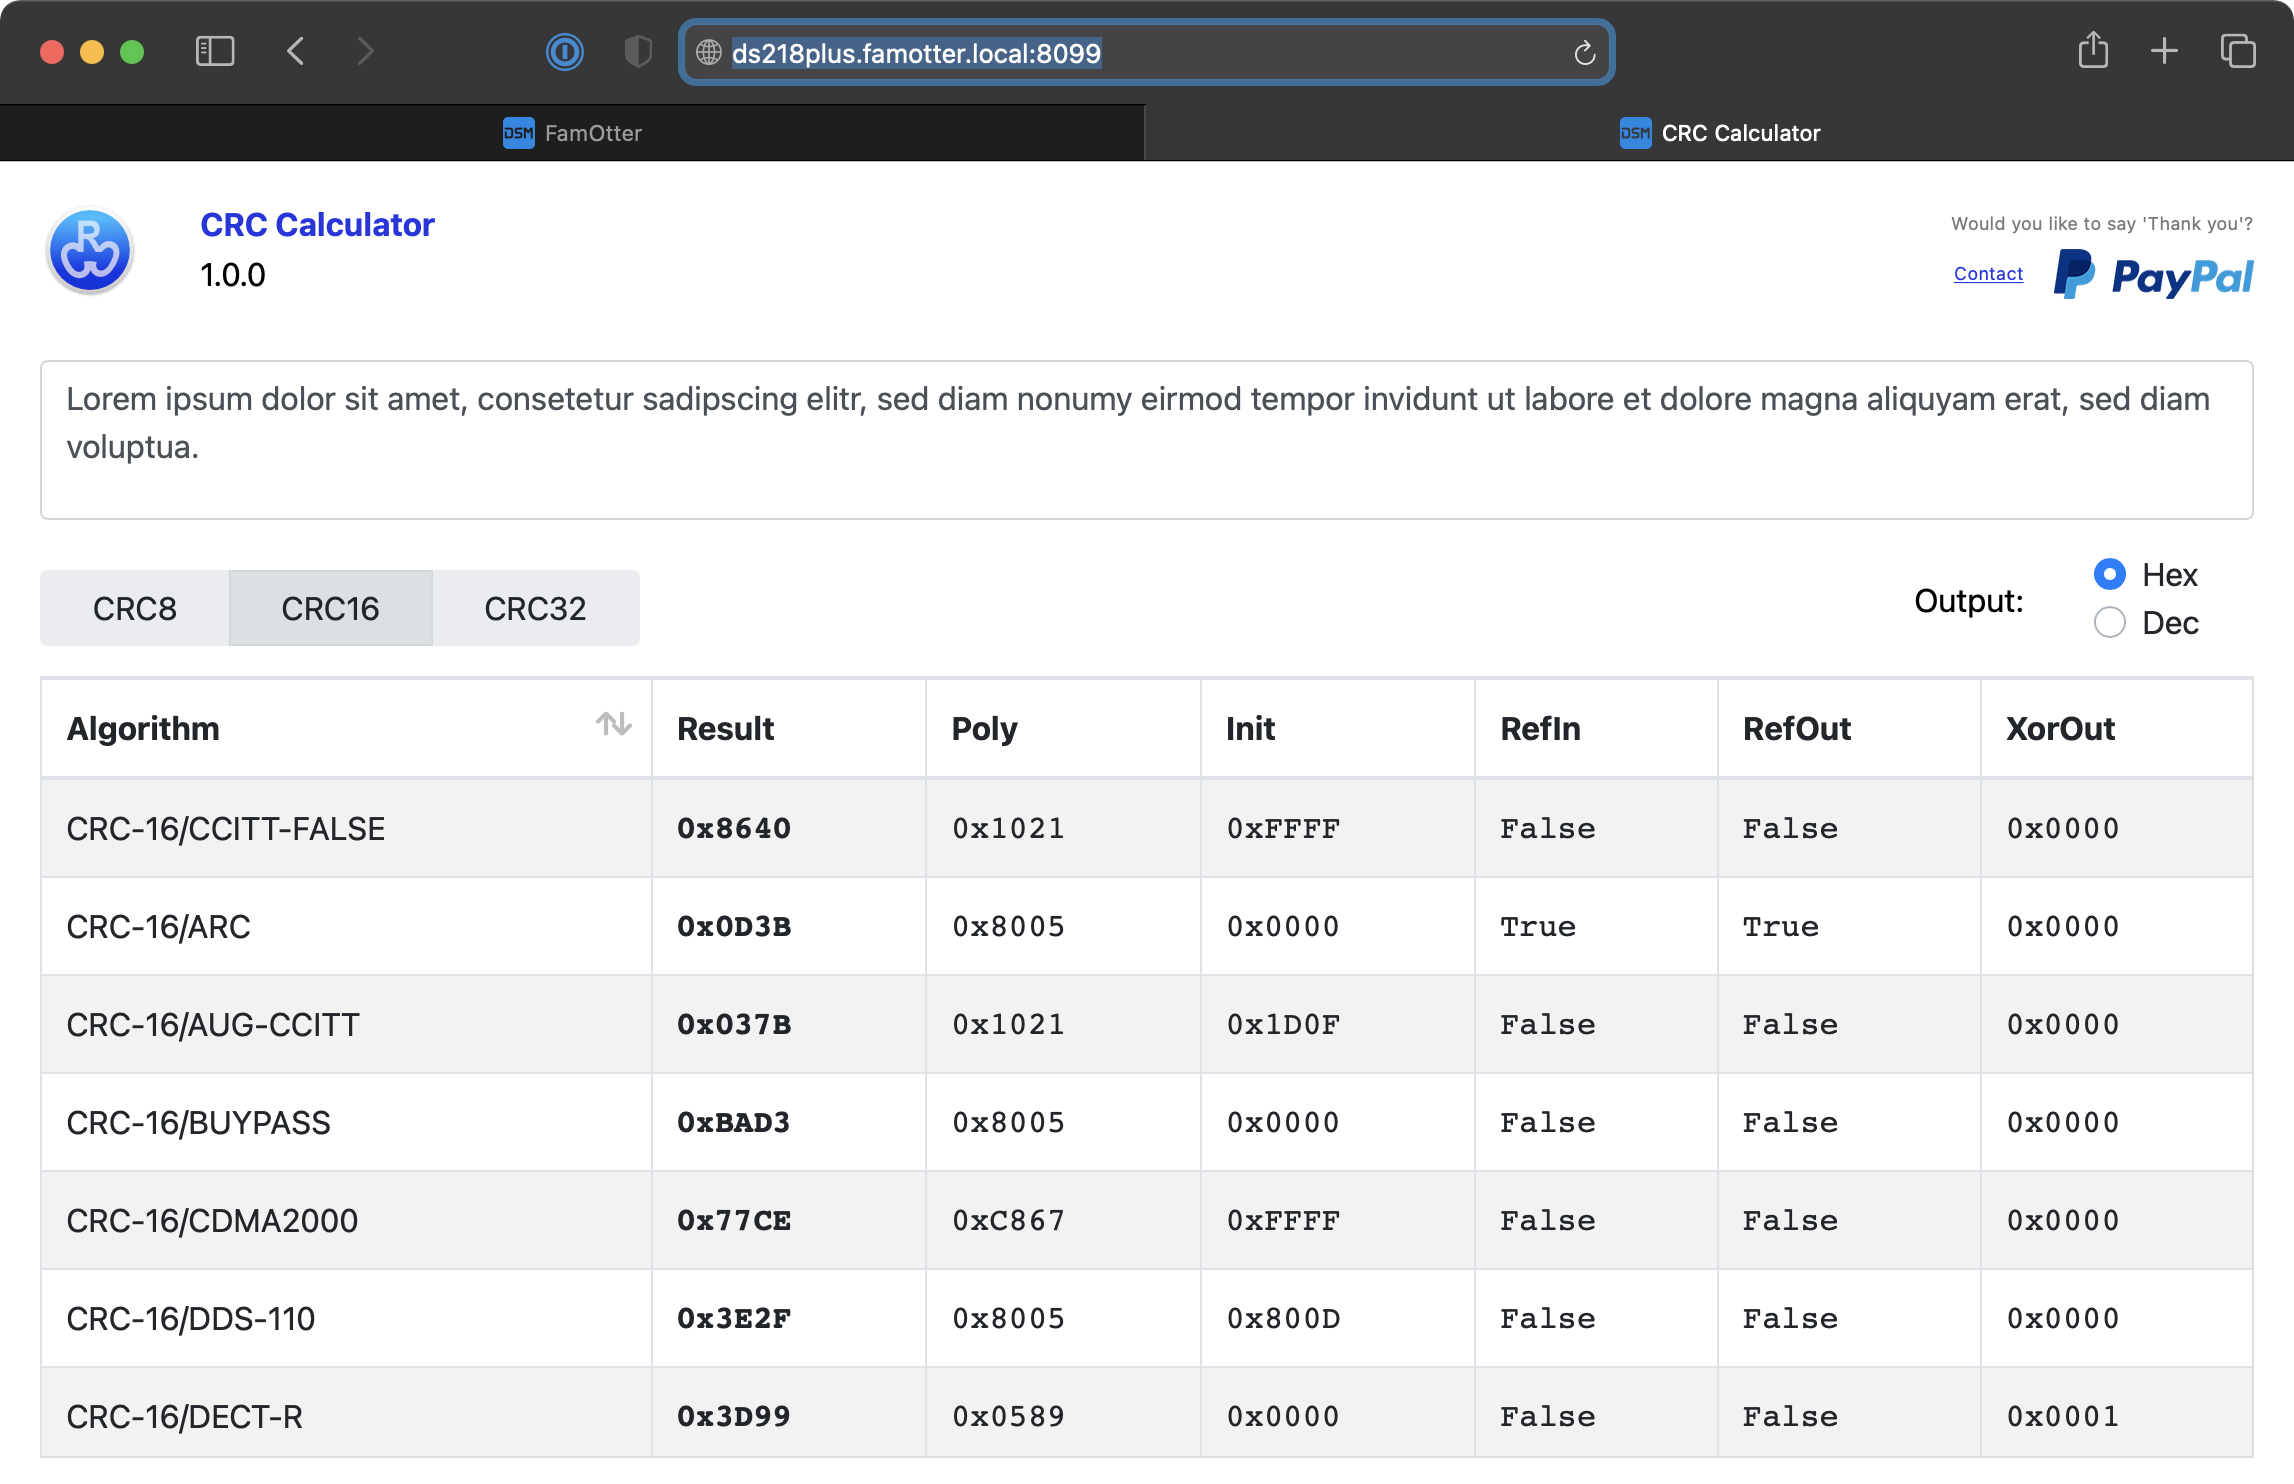 ds218plus.famotter.local:8099
DSM FamOtter
DSM CRC Calculator
CRC Calculator
1.0.0
Would you like to say 'Thank you'?
Contact
PayPal
Lorem ipsum dolor sit amet, consetetur sadipscing elitr, sed diam nonumy eirmod tempor invidunt ut labore et dolore magna aliquyam erat, sed diam
voluptua.
CRC8 CRC16 CRC32
Output:
Hex
Dec
Algorithm Result Poly Init RefIn RefOut XorOut
CRC-16/CCITT-FALSE 0x8640 0x1021 0xFFFF False False 0x0000
CRC-16/ARC 0x0D3B 0x8005 0x0000 True True 0x0000
CRC-16/AUG-CCITT 0x037B 0x1021 0x1D0F False False 0x0000
CRC-16/BUYPASS 0xBAD3 0x8005 0x0000 False False 0x0000
CRC-16/CDMA2000 0x77CE 0xC867 0xFFFF False False 0x0000
CRC-16/DDS-110 0x3E2F 0x8005 0x800D False False 0x0000
CRC-16/DECT-R 0x3D99 0x0589 0x0000 False False 0x0001